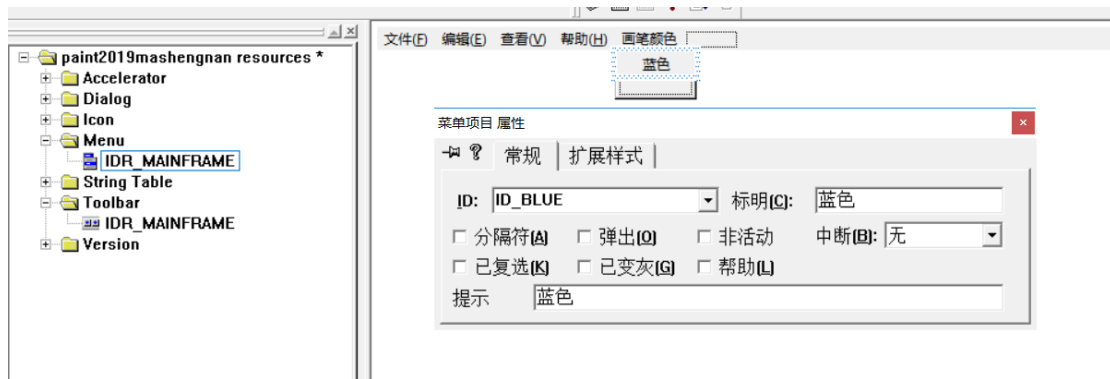 文件(F) 编辑(E) 查看(V) 帮助(H) 画笔颜色
蓝色
paint2019mashengnan resources *
Accelerator
Dialog
Icon
Menu
IDR_MAINFRAME
String Table
Toolbar
IDR_MAINFRAME
Version
菜单项目 属性
常规 扩展样式
ID: ID_BLUE 标明(C): 蓝色
分隔符(A) 弹出(O) 非活动 中断(B): 无
已复选(K) 已变灰(G) 帮助(L)
提示 蓝色